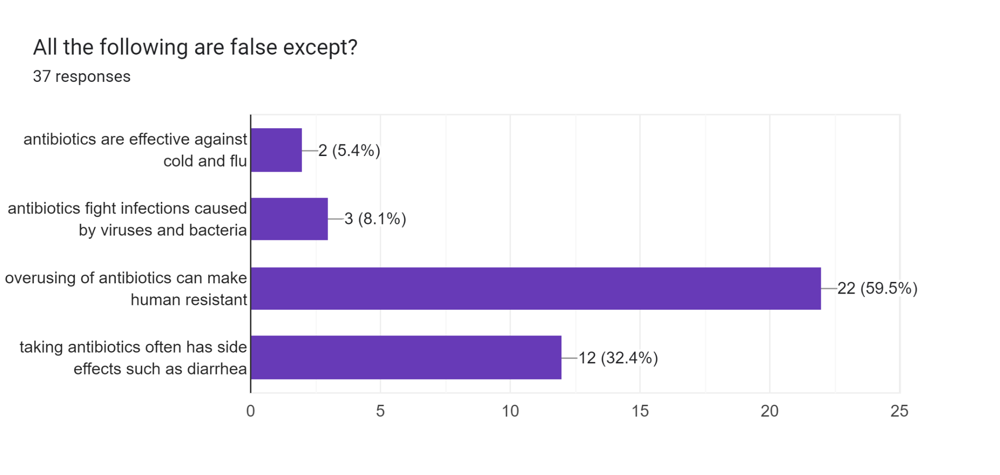 All the following are false except?
37 responses
antibiotics are effective against
cold and flu
2 (5.4%)
antibiotics fight infections caused
by viruses and bacteria
3 (8.1%)
overusing of antibiotics can make
human resistant
22 (59.5%)
taking antibiotics often has side
effects such as diarrhea
12 (32.4%)
0 5 10 15 20 25